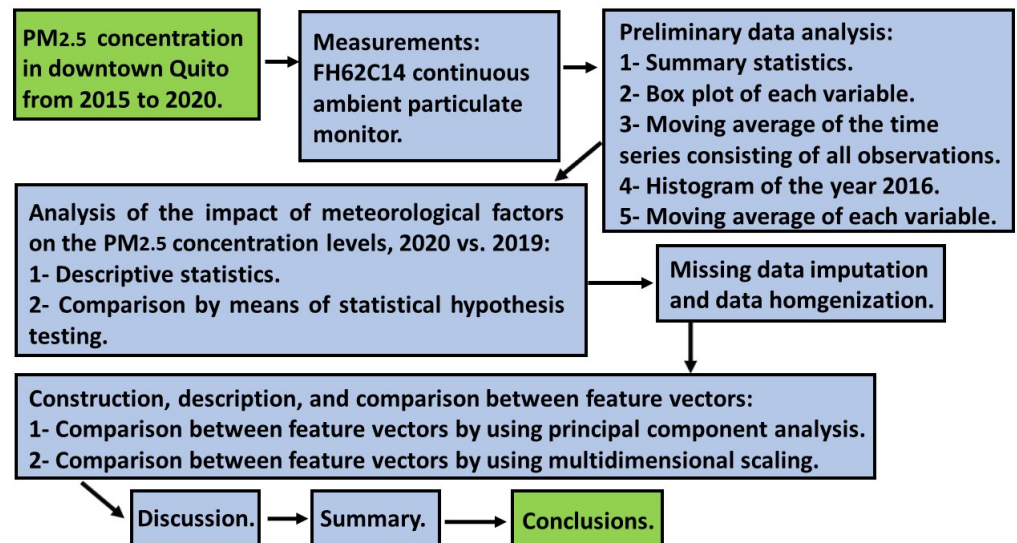 PM2.5 concentration
in downtown Quito
from 2015 to 2020.
Measurements:
FH62C14 continuous
ambient particulate
monitor.
Preliminary data analysis:
1- Summary statistics.
2- Box plot of each variable.
3- Moving average of the time
series consisting of all observations.
4- Histogram of the year 2016.
5- Moving average of each variable.
Analysis of the impact of meteorological factors
on the PM2.5 concentration levels, 2020 vs. 2019:
1- Descriptive statistics.
2- Comparison by means of statistical hypothesis
testing.
Missing data imputation
and data homgenization.
Construction, description, and comparison between feature vectors:
1- Comparison between feature vectors by using principal component analysis.
2- Comparison between feature vectors by using multidimensional scaling.
Discussion.
Summary.
Conclusions.